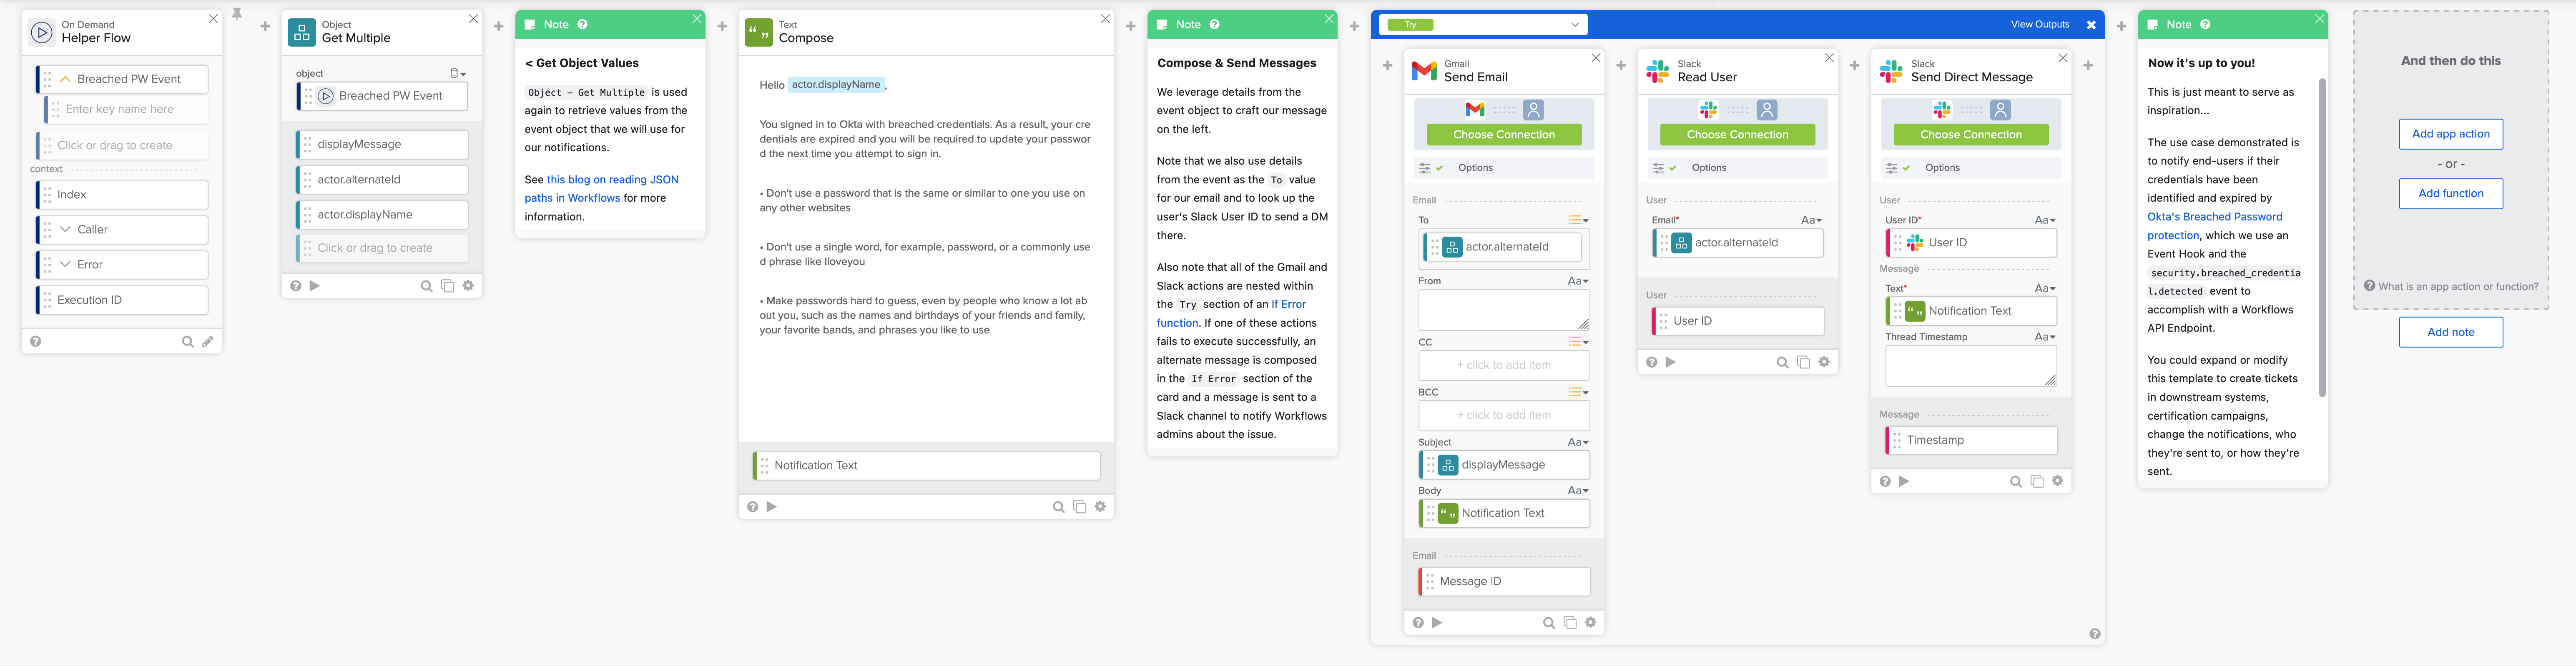 On Demand
Helper Flow
Breached PW Event
Enter key name here
Click or drag to create
context
Index
Caller
Error
Execution ID
Object
Get Multiple
object
Breached PW Event
displayMessage
actor.alternateId
actor.displayName
Click or drag to create
Note
< Get Object Values
Object - Get Multiple is used
again to retrieve values from the
event object that we will use for
our notifications.
See this blog on reading JSON
paths in Workflows for more
information.
Text
Compose
Hello actor.displayName,
You signed in to Okta with breached credentials. As a result, your cre
dentials are expired and you will be required to update your passwor
d the next time you attempt to sign in.
• Don't use a password that is the same or similar to one you use on
any other websites
• Don't use a single word, for example, password, or a commonly use
d phrase like Iloveyou
• Make passwords hard to guess, even by people who know a lot ab
out you, such as the names and birthdays of your friends and family,
your favorite bands, and phrases you like to use
Notification Text
Note
Compose & Send Messages
We leverage details from the
event object to craft our message
on the left.
Note that we also use details
from the event as the To value
for our email and to look up the
user's Slack User ID to send a DM
there.
Also note that all of the Gmail and
Slack actions are nested within
the Try section of an If Error
function. If one of these actions
fails to execute successfully, an
alternate message is composed
in the If Error section of the
card and a message is sent to a
Slack channel to notify Workflows
admins about the issue.
Try
View Outputs
Gmail
Send Email
Choose Connection
Options
Email
To
actor.alternateId
From Aa
CC
+ click to add item
BCC
+ click to add item
Subject Aa
displayMessage
Body Aa
Notification Text
Email
Message ID
Slack
Read User
Choose Connection
Options
User
Email* Aa
actor.alternateId
User
User ID
Slack
Send Direct Message
Choose Connection
Options
User
User ID* Aa
User ID
Message
Text* Aa
Notification Text
Thread Timestamp Aa
Message
Timestamp
Note
Now it's up to you!
This is just meant to serve as
inspiration...
The use case demonstrated is
to notify end-users if their
credentials have been
identified and expired by
Okta's Breached Password
protection, which we use an
Event Hook and the
security.breached_credentia
l.detected event to
accomplish with a Workflows
API Endpoint.
You could expand or modify
this template to create tickets
in downstream systems,
certification campaigns,
change the notifications, who
they're sent to, or how they're
sent.
And then do this
Add app action
- or -
Add function
What is an app action or function?
Add note